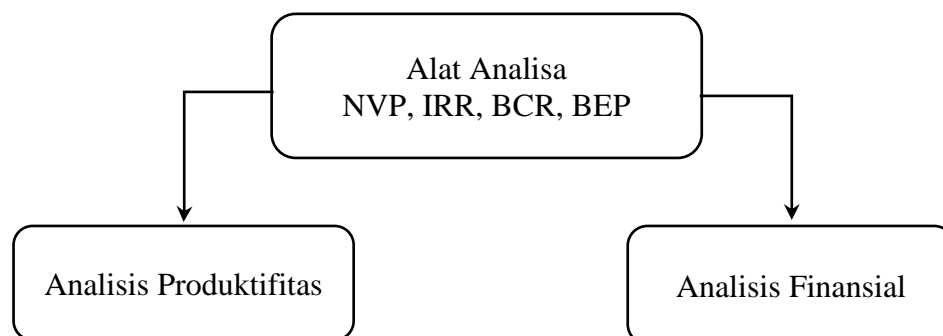 Alat Analisa
NVP, IRR, BCR, BEP
Analisis Produktifitas
Analisis Finansial